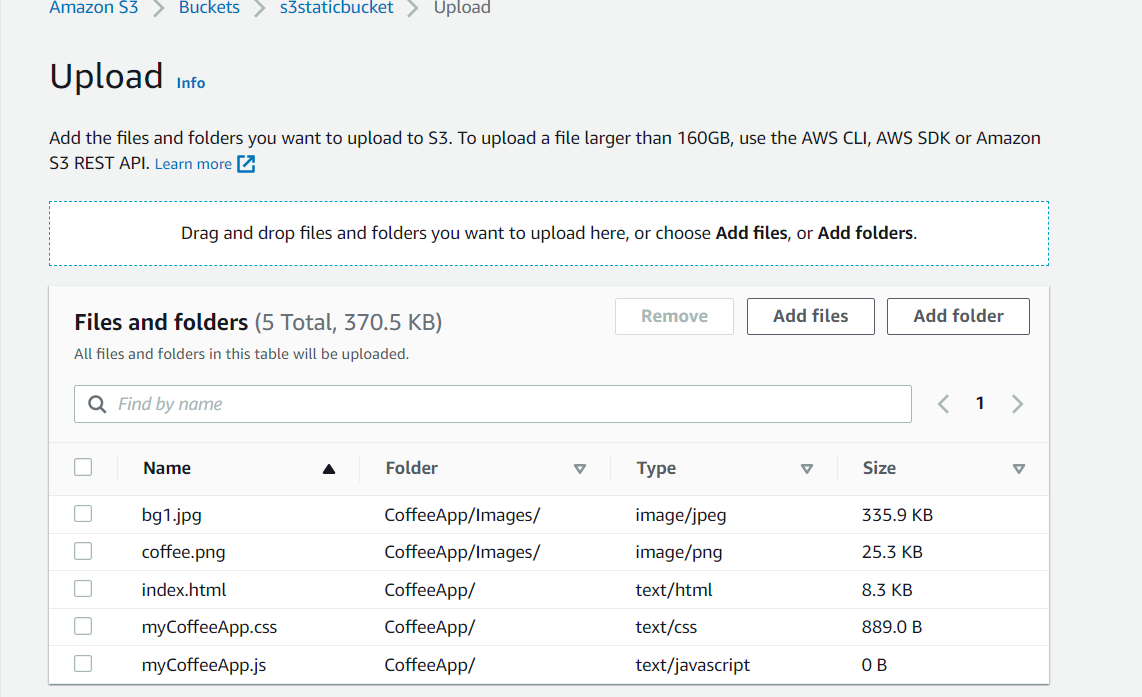 Amazon S3 > Buckets > s3staticbucket > Upload
Upload Info
Add the files and folders you want to upload to S3. To upload a file larger than 160GB, use the AWS CLI, AWS SDK or Amazon
S3 REST API. Learn more
Drag and drop files and folders you want to upload here, or choose Add files, or Add folders.
Files and folders (5 Total, 370.5 KB) Remove Add files Add folder
All files and folders in this table will be uploaded.
Find by name 1
Name Folder Type Size
bg1.jpg CoffeeApp/Images/ image/jpeg 335.9 KB
coffee.png CoffeeApp/Images/ image/png 25.3 KB
index.html CoffeeApp/ text/html 8.3 KB
myCoffeeApp.css CoffeeApp/ text/css 889.0 B
myCoffeeApp.js CoffeeApp/ text/javascript 0 B